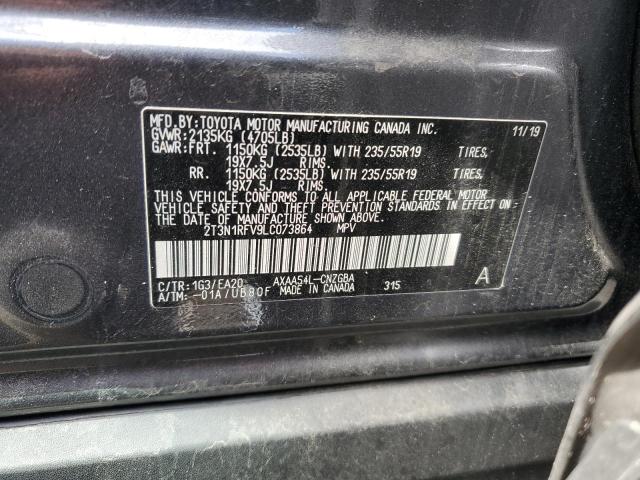 MFD.BY:TOYOTA MOTOR MANUFACTURING CANADA INC. 11/19
GVWR:2135KG (4705LB)
GAWR:FRT. 1150KG (2535LB) WITH 235/55R19 TIRES,
19X7.5J RIMS.
RR. 1150KG (2535LB) WITH 235/55R19 TIRES,
19X7.5J RIMS.
THIS VEHICLE CONFORMS TO ALL APPLICABLE FEDERAL MOTOR
VEHICLE SAFETY AND THEFT PREVENTION STANDARDS IN
EFFECT ON THE DATE OF MANUFACTURE SHOWN ABOVE.
2T3N1RFV9LC073864 MPV
C/TR:1G3/EA20 AXAA54L-CNZGBA A
A/TM:-01A/UB80F MADE IN CANADA 315